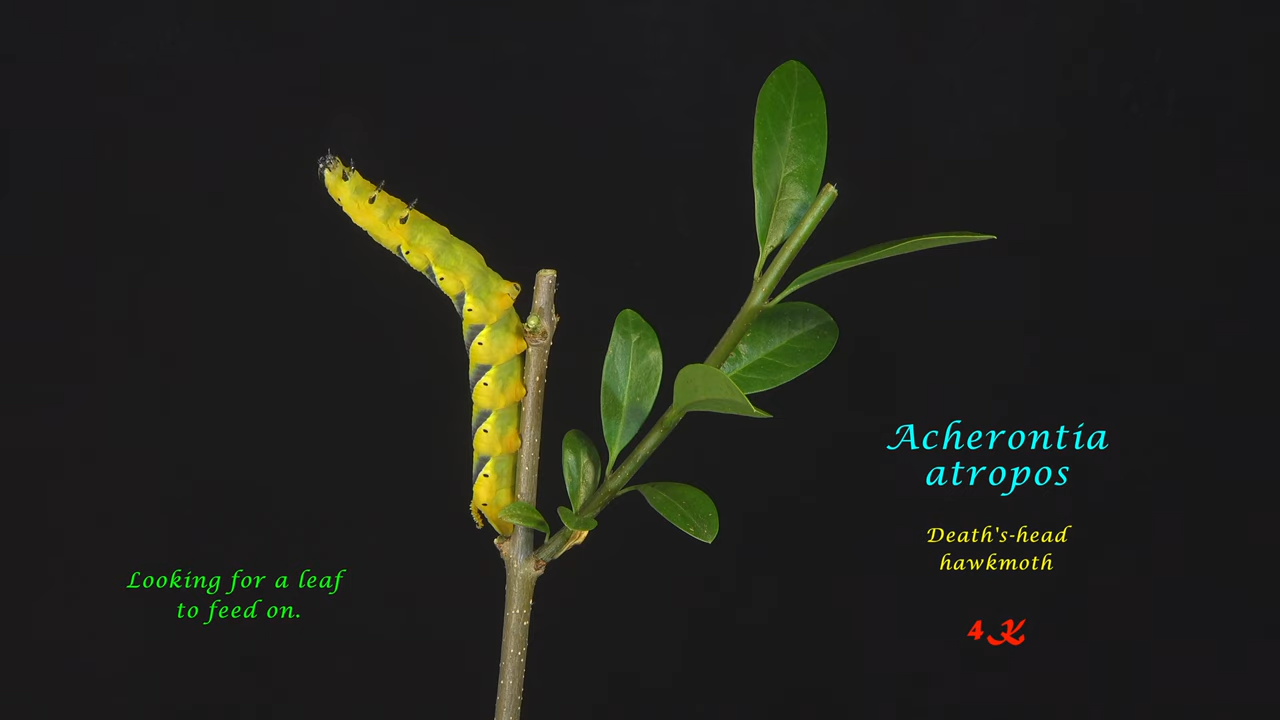 Acherontia
atropos
Death's-head
hawkmoth
Looking for a leaf
to feed on.
4K